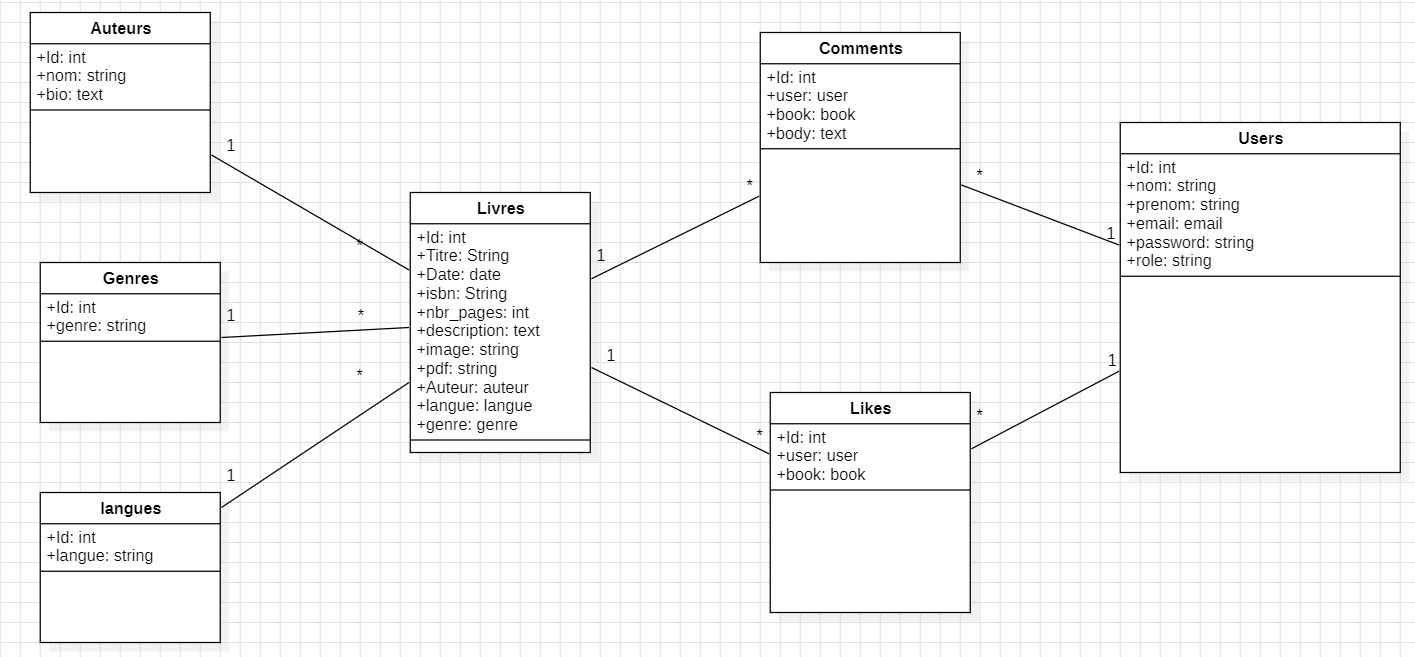 Auteurs
+Id: int
+nom: string
+bio: text
1
*
Genres
+Id: int
+genre: string
1
*
langues
+Id: int
+langue: string
1
*
Livres
+Id: int
+Titre: String
+Date: date
+isbn: String
+nbr_pages: int
+description: text
+image: string
+pdf: string
+Auteur: auteur
+langue: langue
+genre: genre
1
*
1
*
Comments
+Id: int
+user: user
+book: book
+body: text
*
1
Likes
+Id: int
+user: user
+book: book
*
1
Users
+Id: int
+nom: string
+prenom: string
+email: email
+password: string
+role: string